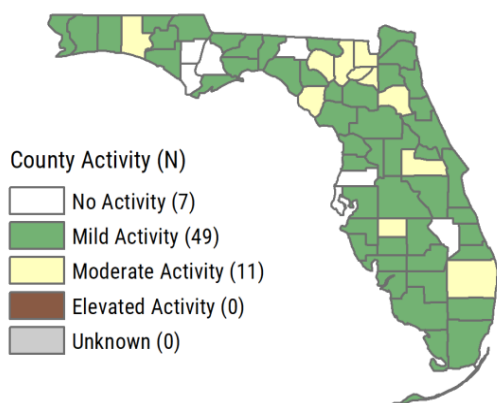 County Activity (N)
No Activity (7)
Mild Activity (49)
Moderate Activity (11)
Elevated Activity (0)
Unknown (0)